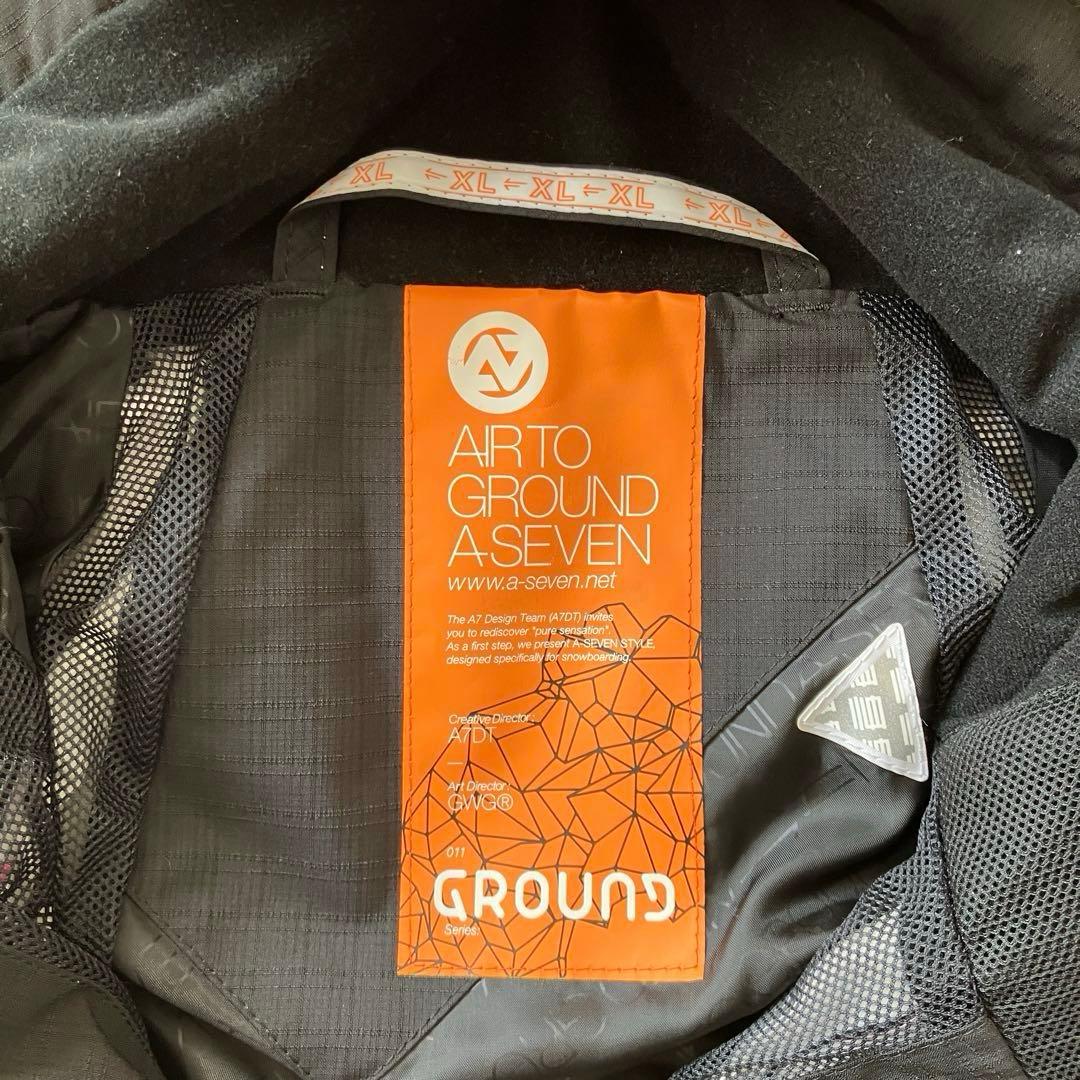 XL ← XL ← XL ← XL ← XL
A7
AIR TO
GROUND
A-SEVEN
www.a-seven.net
The A7 Design Team (A7DT) invites
you to rediscover "pure sensation".
As a first step, we present A-SEVEN STYLE,
designed specifically for snowboarding.
Creative Director:
A7DT
Art Director:
GWG®
011
GROUND
Series: